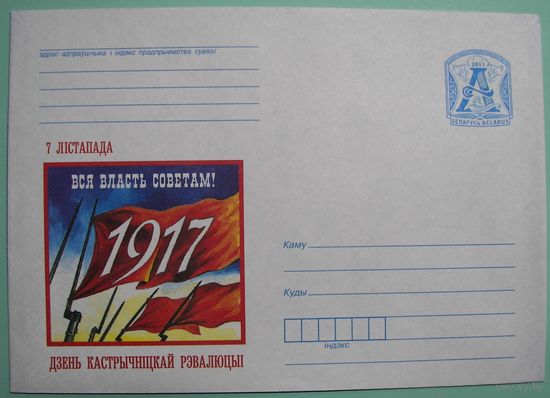 адрас адпраўшчыка і індэкс прадпрыемства сувязі
2011
А
БЕЛАРУСЬ BELARUS
7 ЛІСТАПАДА
ВСЯ ВЛАСТЬ СОВЕТАМ!
1917
Каму
Куды
індэкс
ДЗЕНЬ КАСТРЫЧНІЦКАЙ РЭВАЛЮЦЫІ